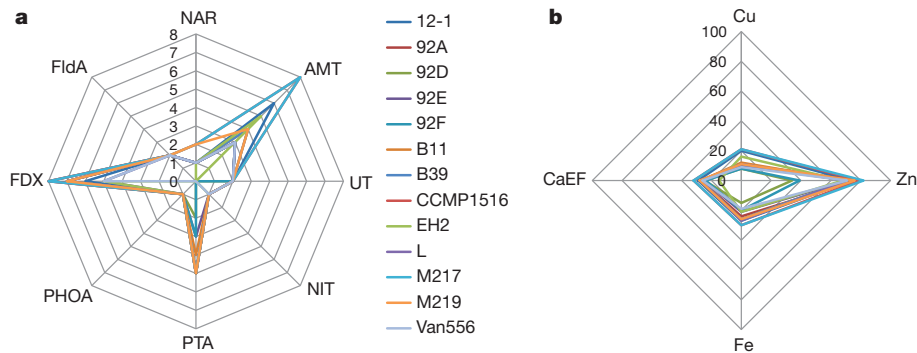 a
NAR
8
7
6
5
4
3
2
1
0
AMT
UT
NIT
PTA
PHOA
FDX
FldA
12-1
92A
92D
92E
92F
B11
B39
CCMP1516
EH2
L
M217
M219
Van556
b
Cu
100
80
60
40
20
0
Zn
Fe
CaEF